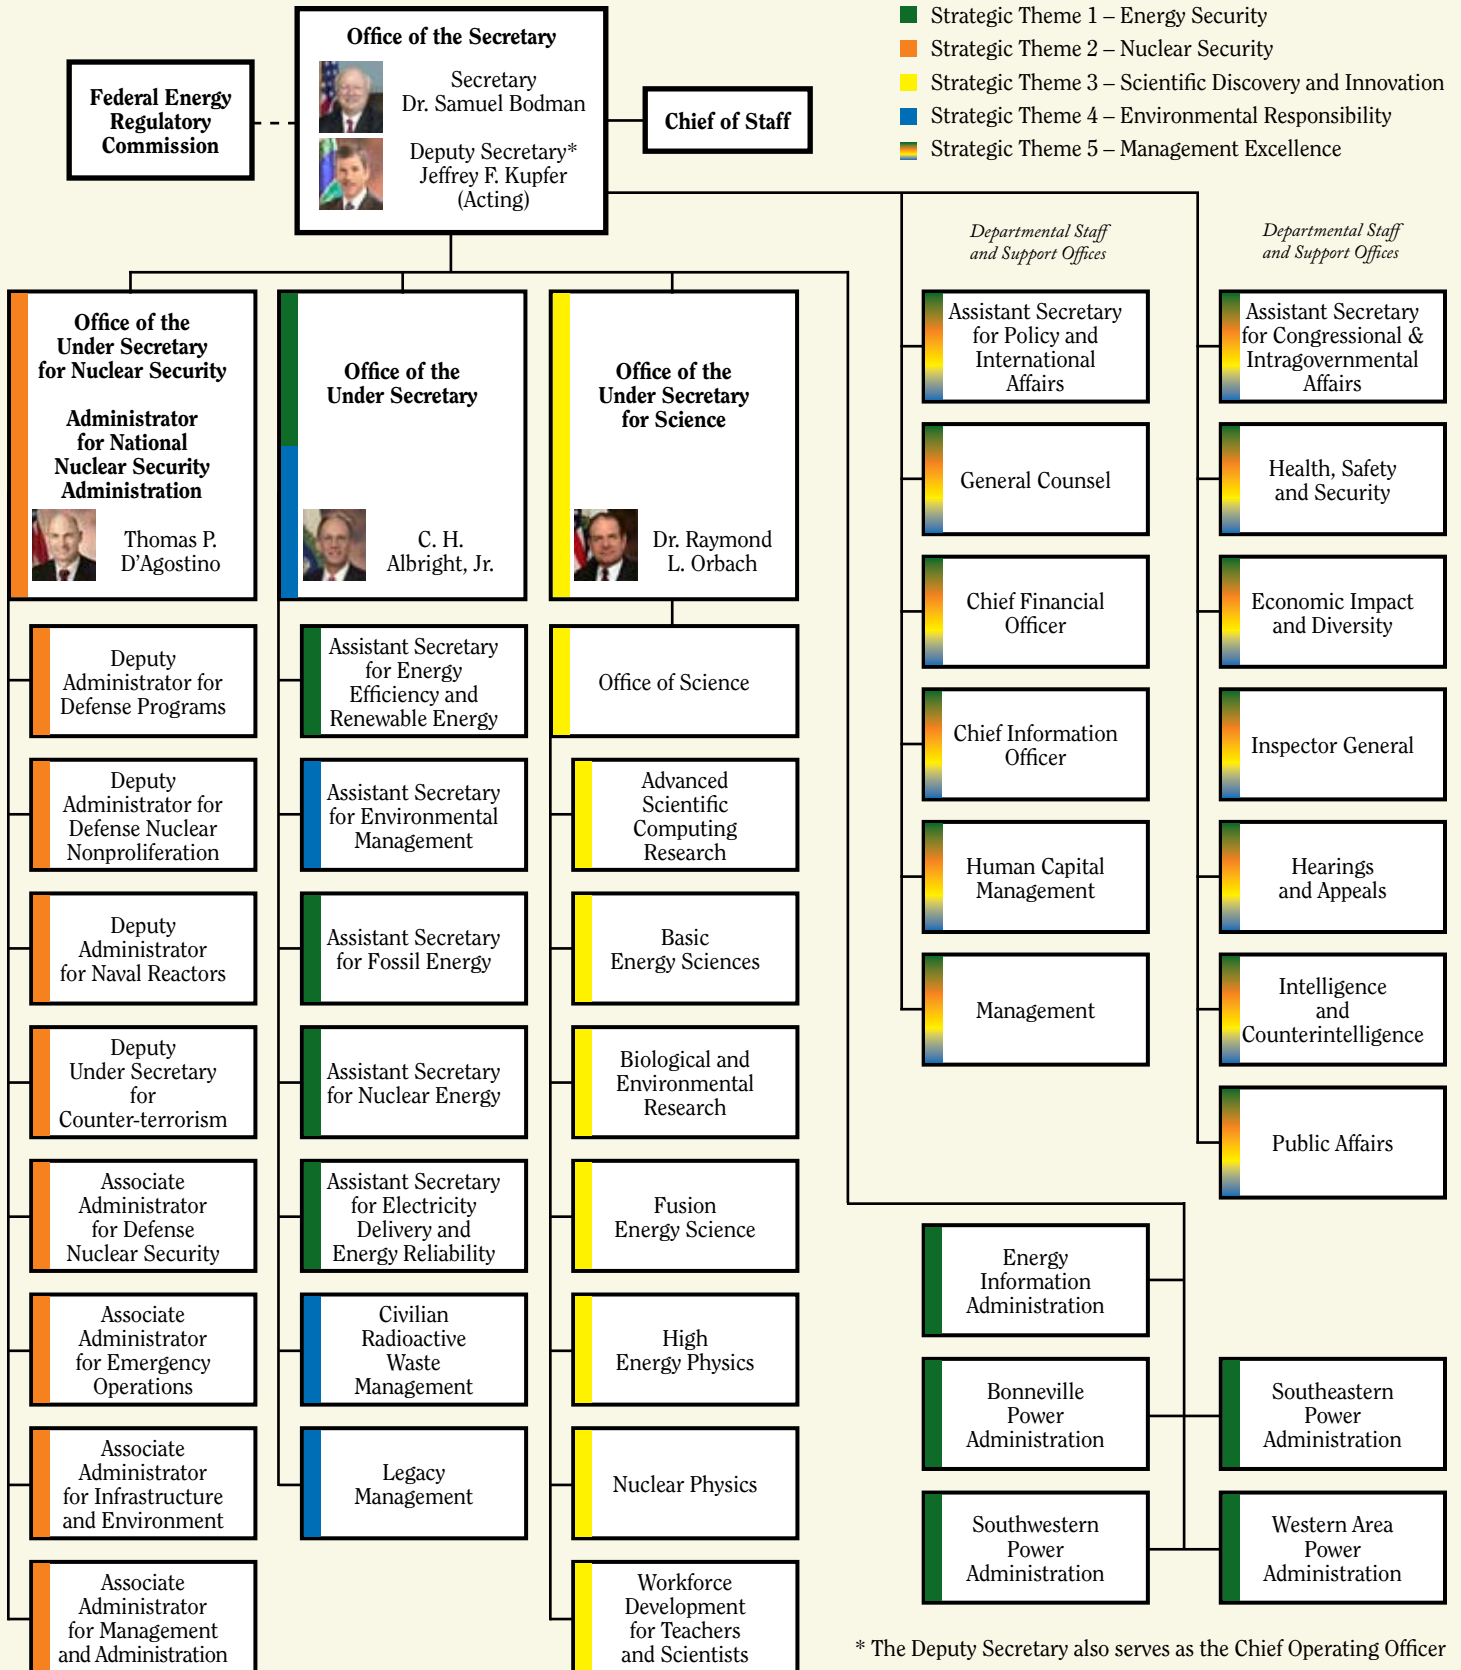 Office of the Secretary
Secretary
Dr. Samuel Bodman
Deputy Secretary*
Jeffrey F. Kupfer
(Acting)
Federal Energy
Regulatory
Commission
Chief of Staff
Strategic Theme 1 – Energy Security
Strategic Theme 2 – Nuclear Security
Strategic Theme 3 – Scientific Discovery and Innovation
Strategic Theme 4 – Environmental Responsibility
Strategic Theme 5 – Management Excellence
Office of the
Under Secretary
for Nuclear Security
Administrator
for National
Nuclear Security
Administration
Thomas P.
D'Agostino
Deputy
Administrator for
Defense Programs
Deputy
Administrator for
Defense Nuclear
Nonproliferation
Deputy
Administrator
for Naval Reactors
Deputy
Under Secretary
for
Counter-terrorism
Associate
Administrator
for Defense
Nuclear Security
Associate
Administrator
for Emergency
Operations
Associate
Administrator
for Infrastructure
and Environment
Associate
Administrator
for Management
and Administration
Office of the
Under Secretary
C. H.
Albright, Jr.
Assistant Secretary
for Energy
Efficiency and
Renewable Energy
Assistant Secretary
for Environmental
Management
Assistant Secretary
for Fossil Energy
Assistant Secretary
for Nuclear Energy
Assistant Secretary
for Electricity
Delivery and
Energy Reliability
Civilian
Radioactive
Waste
Management
Legacy
Management
Office of the
Under Secretary
for Science
Dr. Raymond
L. Orbach
Office of Science
Advanced
Scientific
Computing
Research
Basic
Energy Sciences
Biological and
Environmental
Research
Fusion
Energy Science
High
Energy Physics
Nuclear Physics
Workforce
Development
for Teachers
and Scientists
Departmental Staff
and Support Offices
Assistant Secretary
for Policy and
International
Affairs
General Counsel
Chief Financial
Officer
Chief Information
Officer
Human Capital
Management
Management
Departmental Staff
and Support Offices
Assistant Secretary
for Congressional &
Intragovernmental
Affairs
Health, Safety
and Security
Economic Impact
and Diversity
Inspector General
Hearings
and Appeals
Intelligence
and
Counterintelligence
Public Affairs
Energy
Information
Administration
Bonneville
Power
Administration
Southeastern
Power
Administration
Southwestern
Power
Administration
Western Area
Power
Administration
* The Deputy Secretary also serves as the Chief Operating Officer